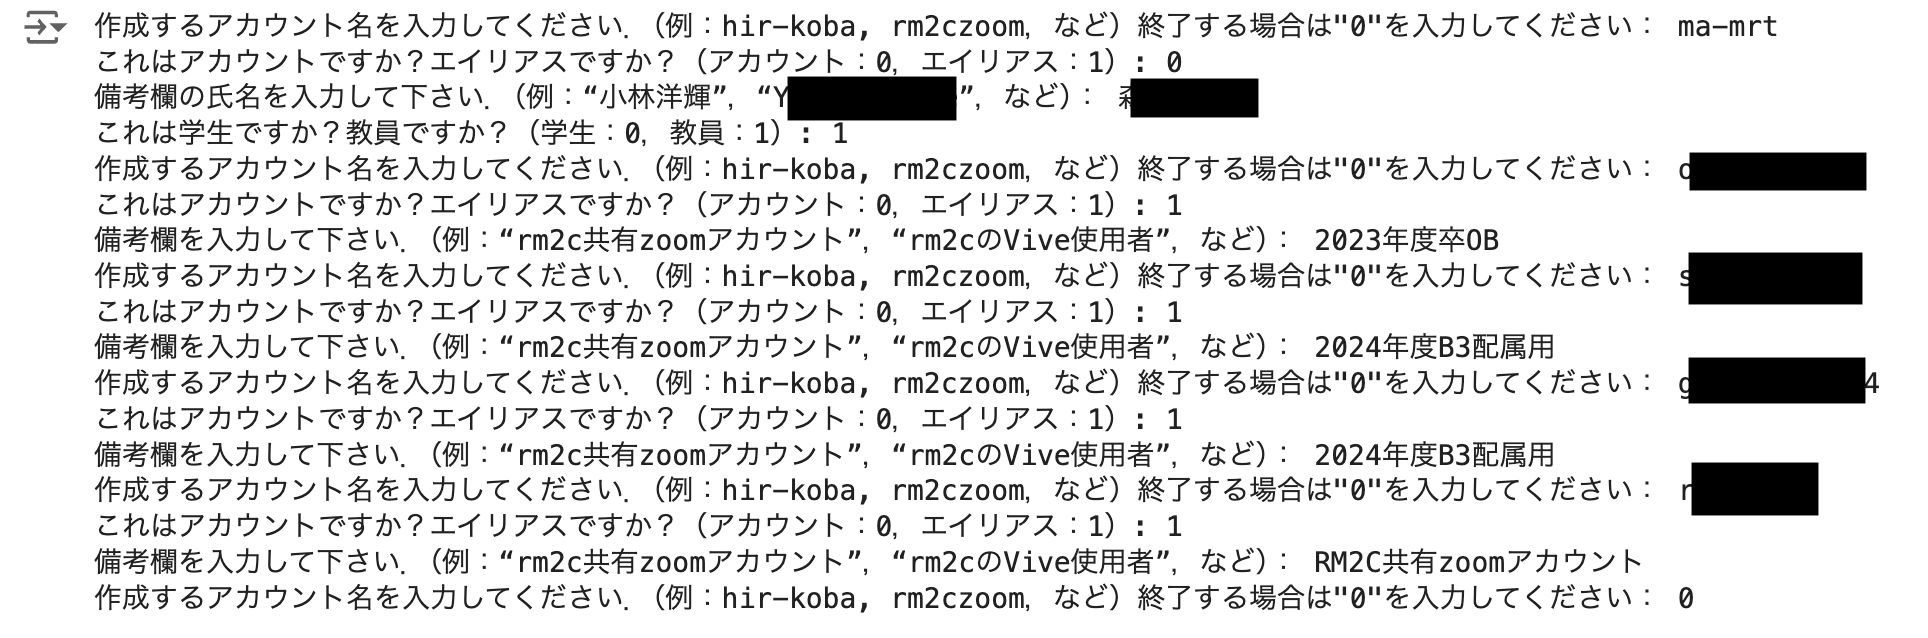 作成するアカウント名を入力してください．（例：hir-koba, rm2czoom，など）終了する場合は"0"を入力してください： ma-mrt
これはアカウントですか？エイリアスですか？（アカウント：0，エイリアス：1）: 0
備考欄の氏名を入力して下さい．（例：“小林洋輝”，“Y”，など）： 森
これは学生ですか？教員ですか？（学生：0，教員：1）: 1
作成するアカウント名を入力してください．（例：hir-koba, rm2czoom，など）終了する場合は"0"を入力してください：
これはアカウントですか？エイリアスですか？（アカウント：0，エイリアス：1）: 1
備考欄を入力して下さい．（例：“rm2c共有zoomアカウント”，“rm2cのVive使用者”，など）： 2023年度卒OB
作成するアカウント名を入力してください．（例：hir-koba, rm2czoom，など）終了する場合は"0"を入力してください： s
これはアカウントですか？エイリアスですか？（アカウント：0，エイリアス：1）: 1
備考欄を入力して下さい．（例：“rm2c共有zoomアカウント”，“rm2cのVive使用者”，など）： 2024年度B3配属用
作成するアカウント名を入力してください．（例：hir-koba, rm2czoom，など）終了する場合は"0"を入力してください： g 4
これはアカウントですか？エイリアスですか？（アカウント：0，エイリアス：1）: 1
備考欄を入力して下さい．（例：“rm2c共有zoomアカウント”，“rm2cのVive使用者”，など）： 2024年度B3配属用
作成するアカウント名を入力してください．（例：hir-koba, rm2czoom，など）終了する場合は"0"を入力してください： r
これはアカウントですか？エイリアスですか？（アカウント：0，エイリアス：1）: 1
備考欄を入力して下さい．（例：“rm2c共有zoomアカウント”，“rm2cのVive使用者”，など）： RM2C共有zoomアカウント
作成するアカウント名を入力してください．（例：hir-koba, rm2czoom，など）終了する場合は"0"を入力してください： 0